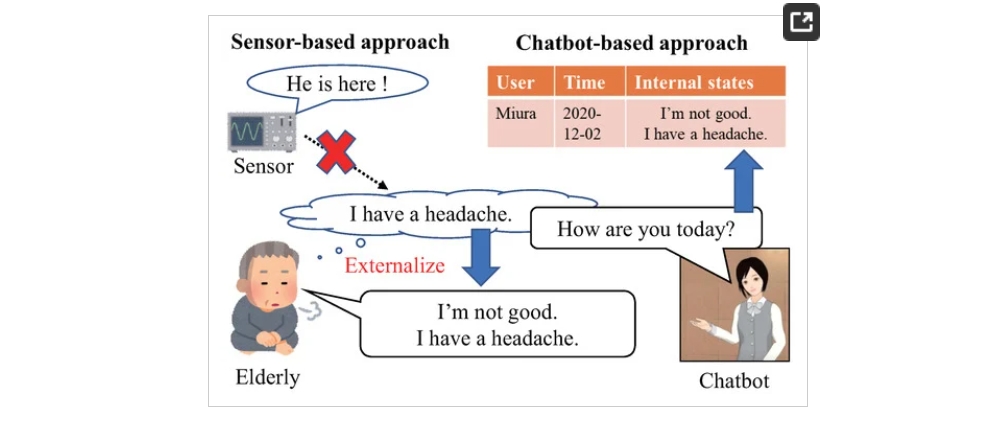 Sensor-based approach
Chatbot-based approach
He is here !
User Time Internal states
Miura 2020-
12-02
I'm not good.
I have a headache.
Sensor
I have a headache.
How are you today?
Externalize
I'm not good.
I have a headache.
Elderly
Chatbot